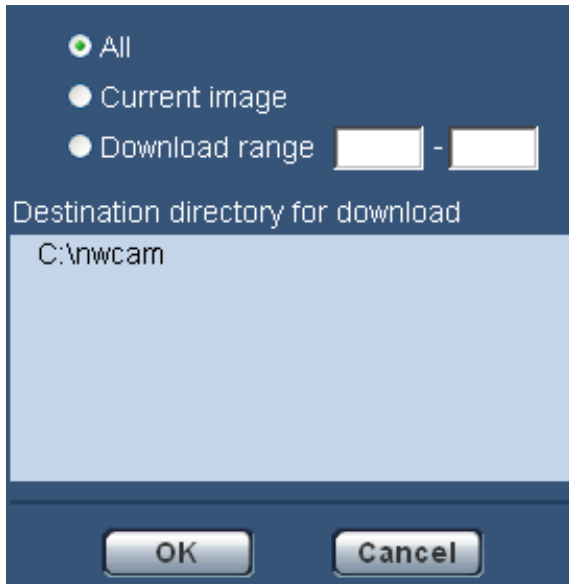 All
Current image
Download range -
Destination directory for download
C:\nwcam
OK Cancel